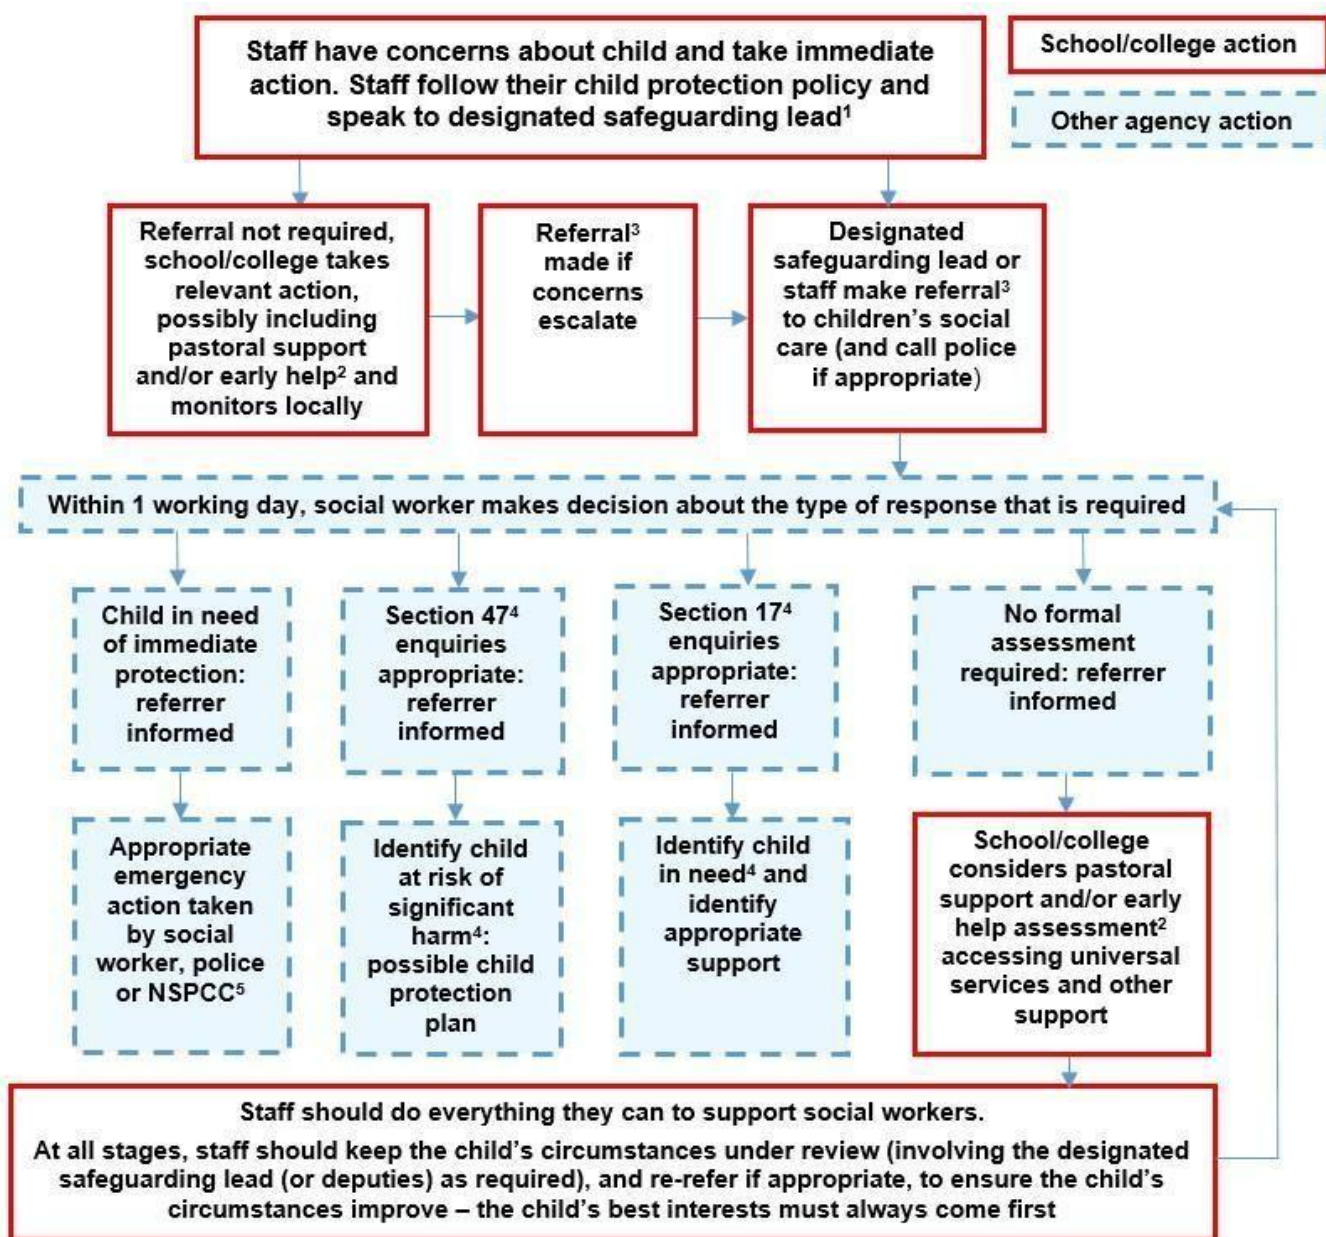 Staff have concerns about child and take immediate
action. Staff follow their child protection policy and
speak to designated safeguarding lead¹
School/college action
Other agency action
Referral not required,
school/college takes
relevant action,
possibly including
pastoral support
and/or early help² and
monitors locally
Referral³
made if
concerns
escalate
Designated
safeguarding lead or
staff make referral³
to children’s social
care (and call police
if appropriate)
Within 1 working day, social worker makes decision about the type of response that is required
Child in need
of immediate
protection:
referrer
informed
Section 47⁴
enquiries
appropriate:
referrer
informed
Section 17⁴
enquiries
appropriate:
referrer
informed
No formal
assessment
required: referrer
informed
Appropriate
emergency
action taken
by social
worker, police
or NSPCC⁵
Identify child
at risk of
significant
harm⁴:
possible child
protection
plan
Identify child
in need⁴ and
identify
appropriate
support
School/college
considers pastoral
support and/or early
help assessment²
accessing universal
services and other
support
Staff should do everything they can to support social workers.
At all stages, staff should keep the child’s circumstances under review (involving the designated
safeguarding lead (or deputies) as required), and re-refer if appropriate, to ensure the child’s
circumstances improve – the child’s best interests must always come first